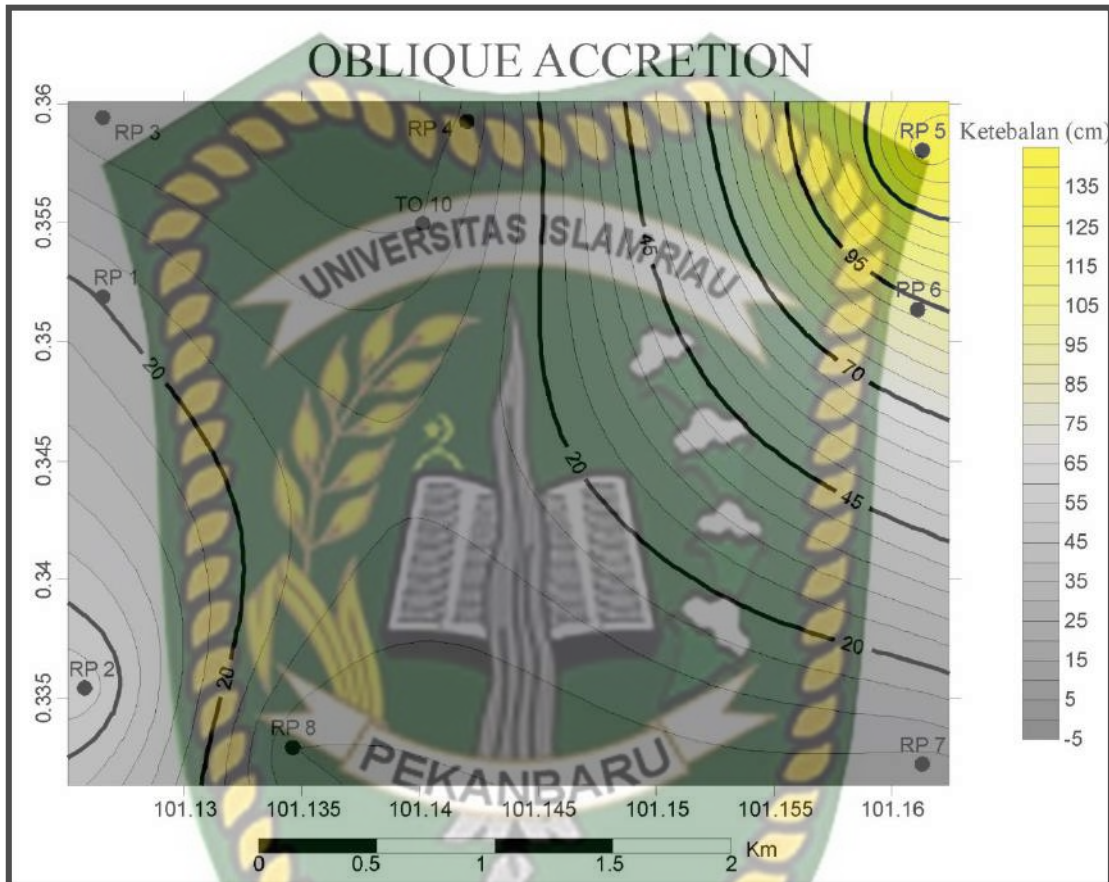 OBLIQUE ACCRETION
0.36
0.355
0.355
0.345
0.34
0.335
RP 3
RP 4
RP 5
TO 10
RP 1
RP 6
RP 2
RP 8
RP 7
UNIVERSITAS ISLAM RIAU
PEKANBARU
20
20
20
20
45
45
70
95
Ketebalan (cm)
135
125
115
105
95
85
75
65
55
45
35
25
15
5
-5
101.13
101.135
101.14
101.145
101.15
101.155
101.16
0
0.5
1
1.5
2
Km